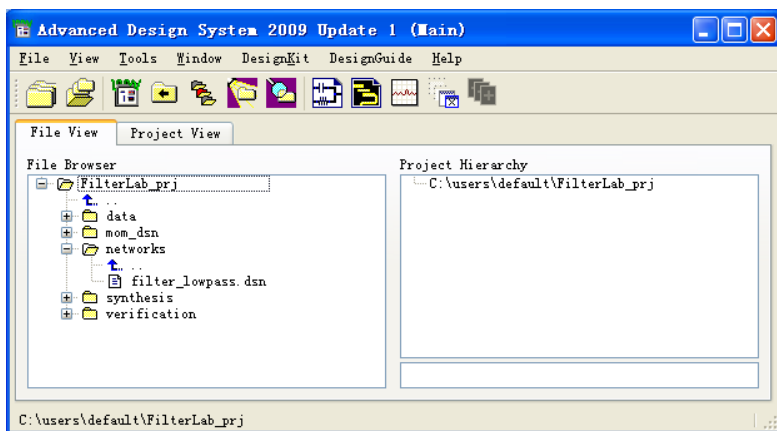 Advanced Design System 2009 Update 1 (Main)
File View Tools Window DesignKit DesignGuide Help
File View Project View
File Browser
FilterLab_prj
..
data
mom_dsn
networks
..
filter_lowpass.dsn
synthesis
verification
Project Hierarchy
C:\users\default\FilterLab_prj
C:\users\default\FilterLab_prj